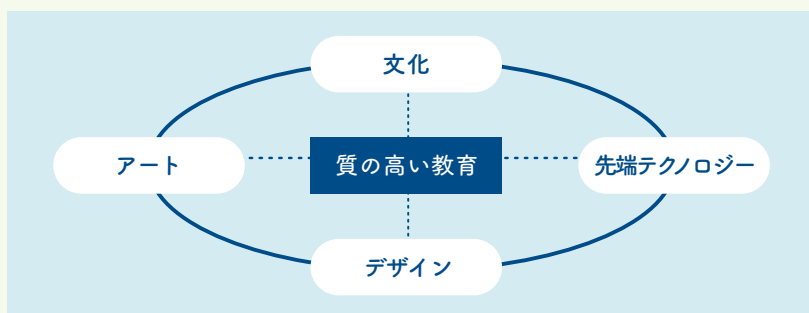 文化
アート
質の高い教育
先端テクノロジー
デザイン